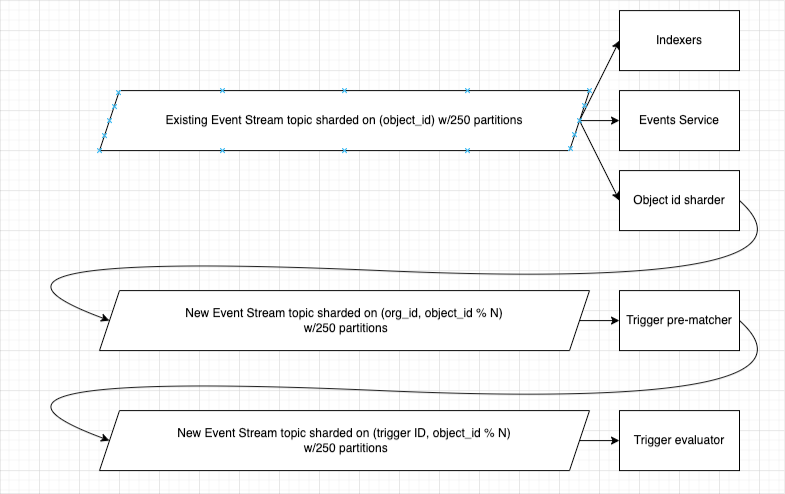 Indexers
Existing Event Stream topic sharded on (object_id) w/250 partitions
Events Service
Object id sharder
New Event Stream topic sharded on (org_id, object_id % N)
w/250 partitions
Trigger pre-matcher
New Event Stream topic sharded on (trigger ID, object_id % N)
w/250 partitions
Trigger evaluator